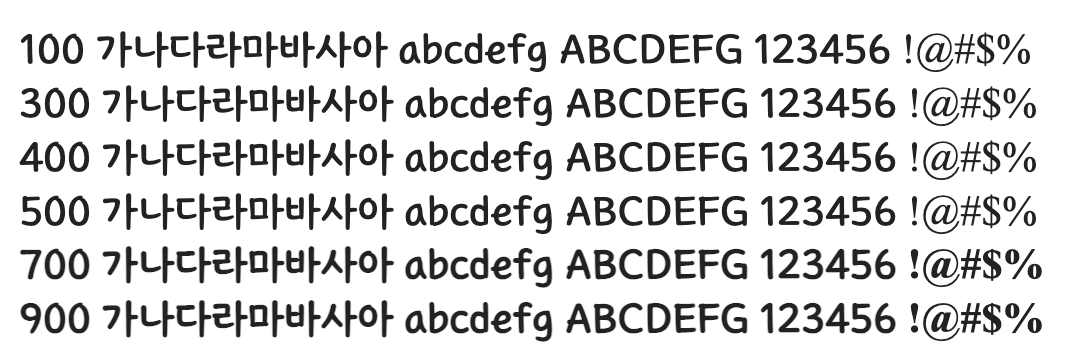 100 가나다라마바사아 abcdefg ABCDEFG 123456 !@#$%
300 가나다라마바사아 abcdefg ABCDEFG 123456 !@#$%
400 가나다라마바사아 abcdefg ABCDEFG 123456 !@#$%
500 가나다라마바사아 abcdefg ABCDEFG 123456 !@#$%
700 가나다라마바사아 abcdefg ABCDEFG 123456 !@#$%
900 가나다라마바사아 abcdefg ABCDEFG 123456 !@#$%